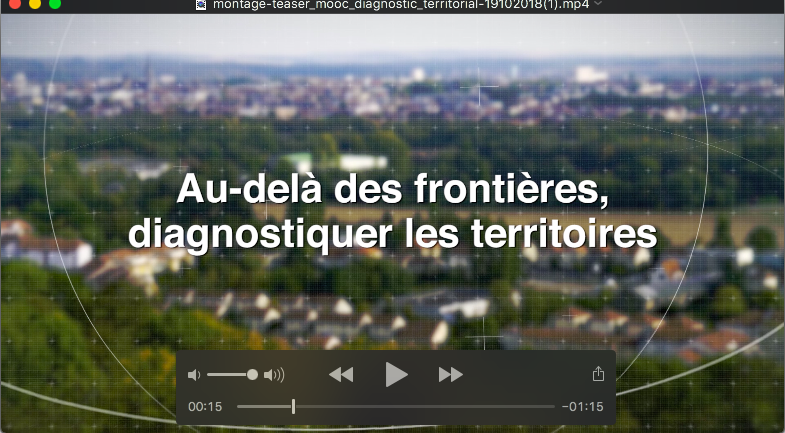 montage-teaser_mooc_diagnostic_territorial-19102018(1).mp4
Au-delà des frontières,
diagnostiquer les territoires
00:15
-01:15